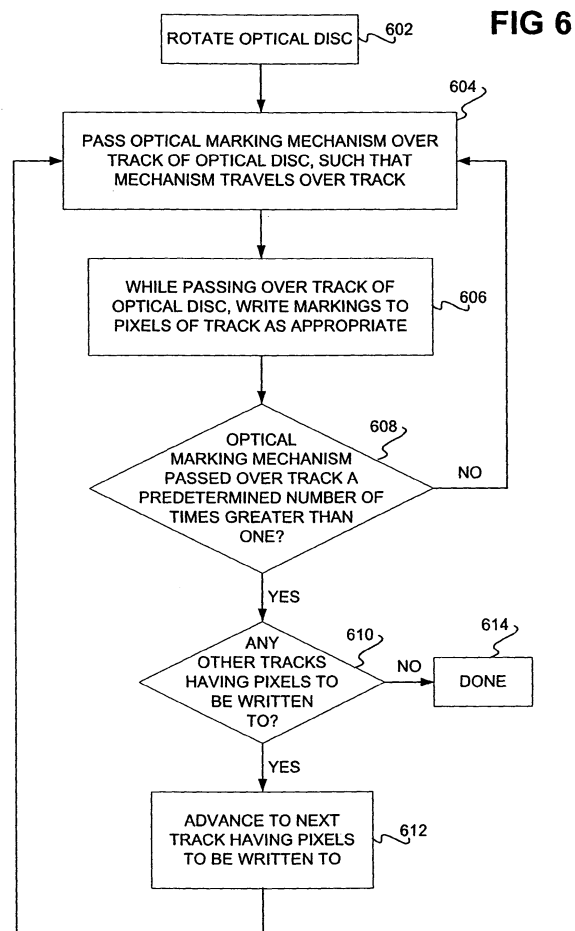 FIG 6
ROTATE OPTICAL DISC
602
604
PASS OPTICAL MARKING MECHANISM OVER
TRACK OF OPTICAL DISC, SUCH THAT
MECHANISM TRAVELS OVER TRACK
WHILE PASSING OVER TRACK OF
OPTICAL DISC, WRITE MARKINGS TO
PIXELS OF TRACK AS APPROPRIATE
606
608
OPTICAL
MARKING MECHANISM
PASSED OVER TRACK A
PREDETERMINED NUMBER OF
TIMES GREATER THAN
ONE?
NO
YES
610
ANY
OTHER TRACKS
HAVING PIXELS TO
BE WRITTEN
TO?
NO
614
DONE
YES
ADVANCE TO NEXT
TRACK HAVING PIXELS
TO BE WRITTEN TO
612